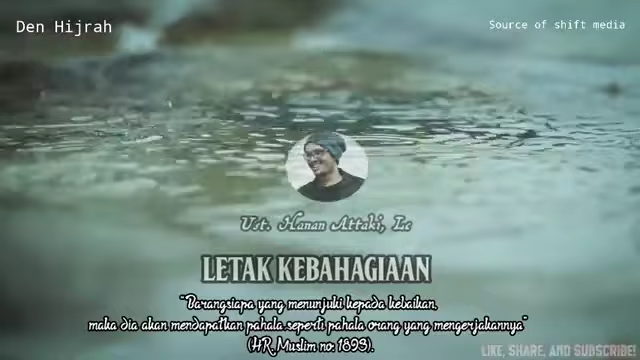 Den Hijrah
Source of shift media
Ust. Hanan Attaki, Lc
LETAK KEBAHAGIAAN
"Barangsiapa yang menunjuki kepada kebaikan,
maka dia akan mendapatkan pahala seperti pahala orang yang mengerjakannya"
(HR. Muslim no. 1893).
LIKE, SHARE, AND SUBSCRIBE!